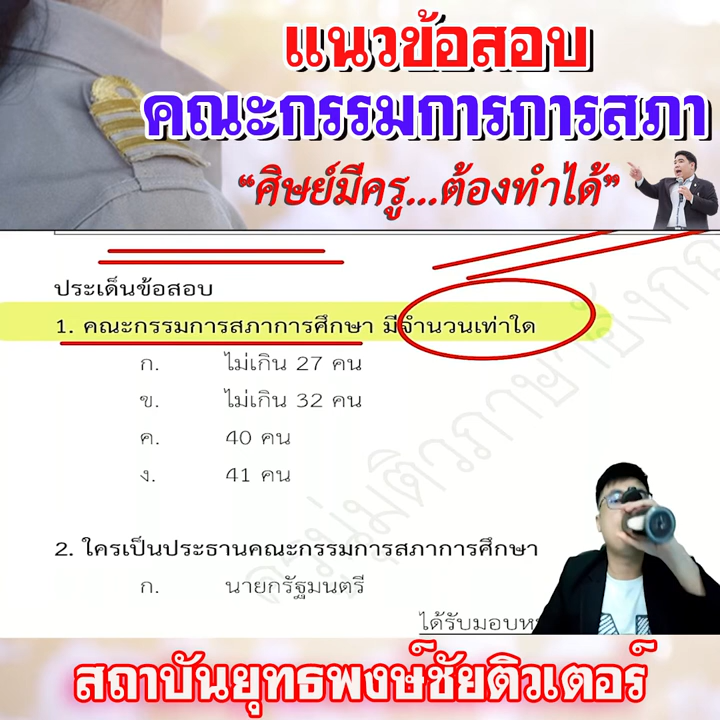 แนวข้อสอบ
คณะกรรมการการสภา
“ศิษย์มีครู...ต้องทำได้”
ประเด็นข้อสอบ
1. คณะกรรมการสภาการศึกษา มีจำนวนเท่าใด
ก. ไม่เกิน 27 คน
ข. ไม่เกิน 32 คน
ค. 40 คน
ง. 41 คน
2. ใครเป็นประธานคณะกรรมการสภาการศึกษา
ก. นายกรัฐมนตรี
ได้รับมอบห
สถาบันยุทธพงษ์ชัยติวเตอร์